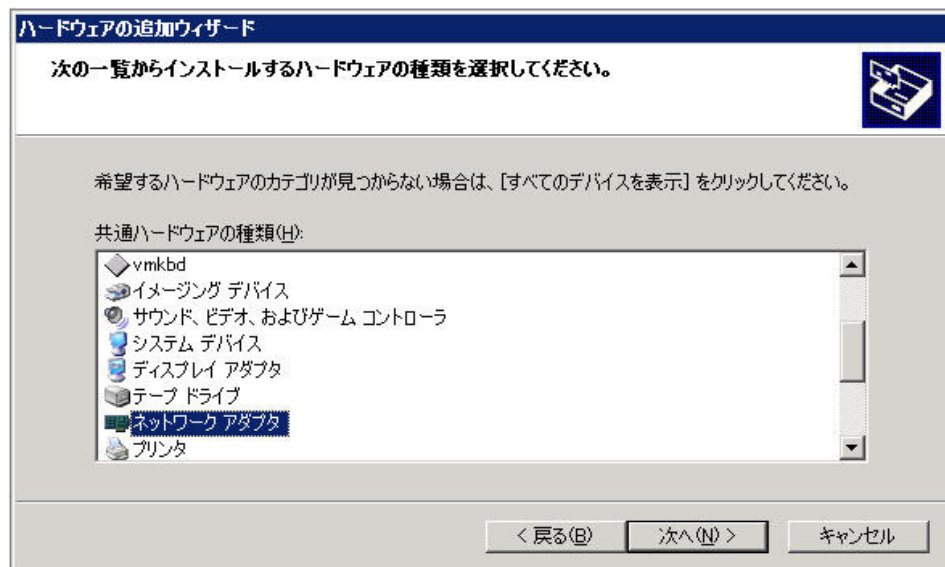 ハードウェアの追加ウィザード
次の一覧からインストールするハードウェアの種類を選択してください。
希望するハードウェアのカテゴリが見つからない場合は、[すべてのデバイスを表示] をクリックしてください。
共通ハードウェアの種類(H):
vmkbd
イメージング デバイス
サウンド、ビデオ、およびゲーム コントローラ
システム デバイス
ディスプレイ アダプタ
テープ ドライブ
ネットワーク アダプタ
プリンタ
< 戻る(B) 次へ(N) > キャンセル